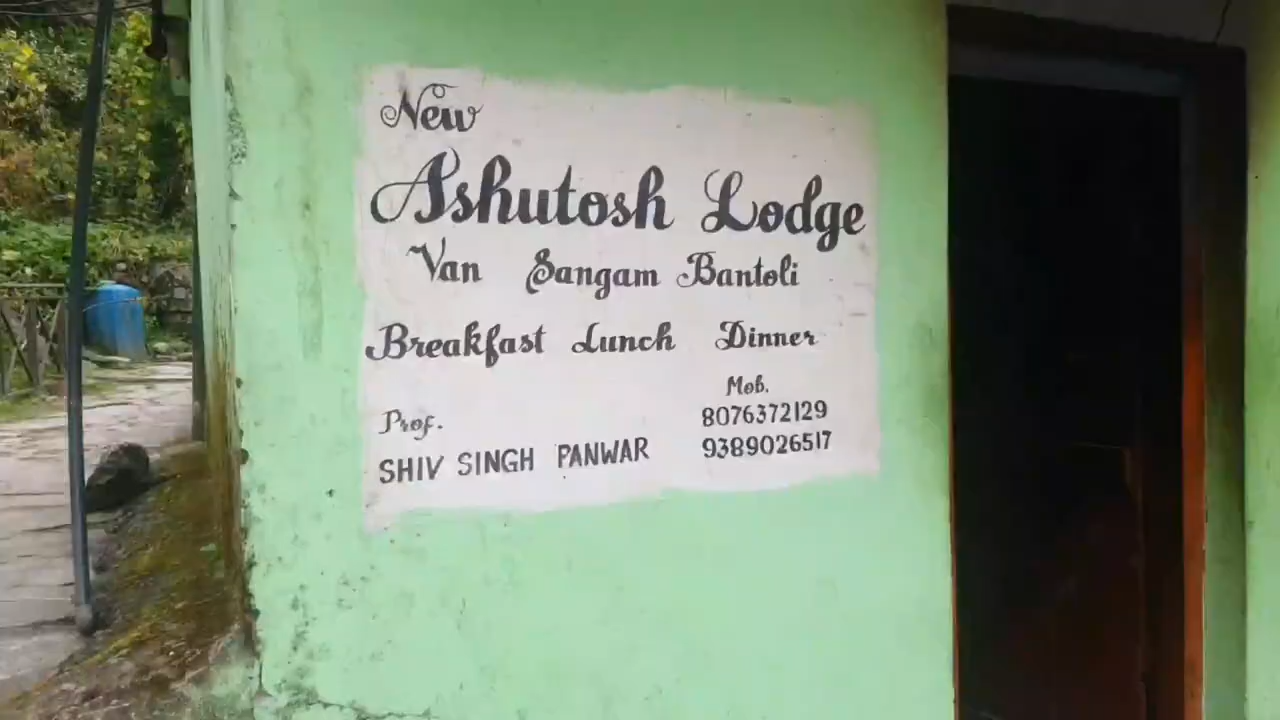 New
Ashutosh Lodge
Van Sangam Bantoli
Breakfast Lunch Dinner
Mob.
Prof. 8076372129
SHIV SINGH PANWAR 9389026517